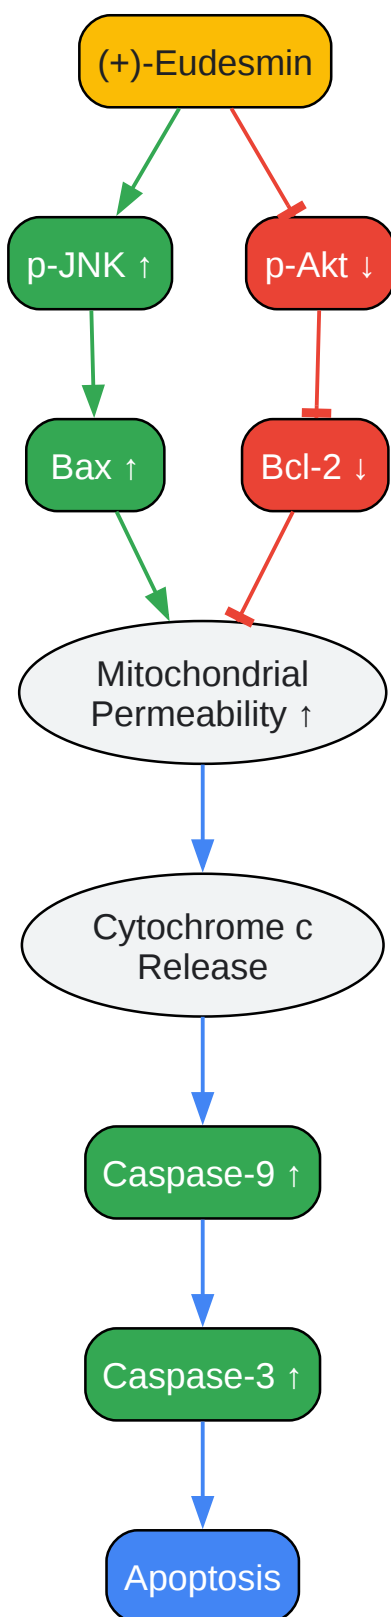 (+)-Eudesmin
p-JNK ↑
p-Akt ↓
Bax ↑
Bcl-2 ↓
Mitochondrial
Permeability ↑
Cytochrome c
Release
Caspase-9 ↑
Caspase-3 ↑
Apoptosis